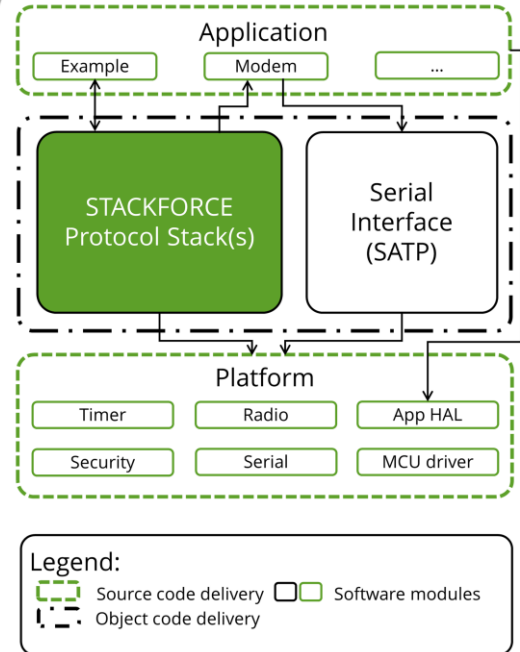 Application
Example
Modem
...
STACKFORCE
Protocol Stack(s)
Serial
Interface
(SATP)
Platform
Timer
Radio
App HAL
Security
Serial
MCU driver
Legend:
Source code delivery
Software modules
Object code delivery